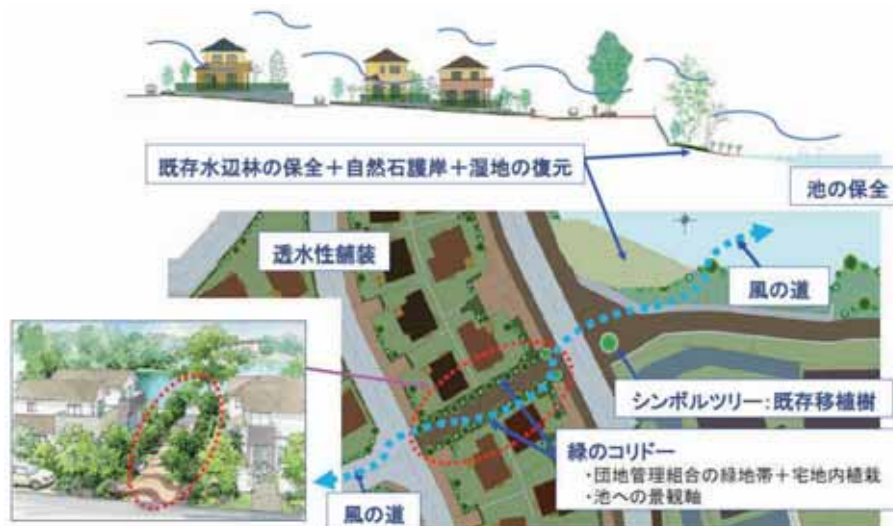 既存水辺林の保全+自然石護岸+湿地の復元
池の保全
透水性舗装
風の道
シンボルツリー:既存移植樹
緑のコリドー
・団地管理組合の緑地帯+宅地内植栽
・池への景観軸
風の道